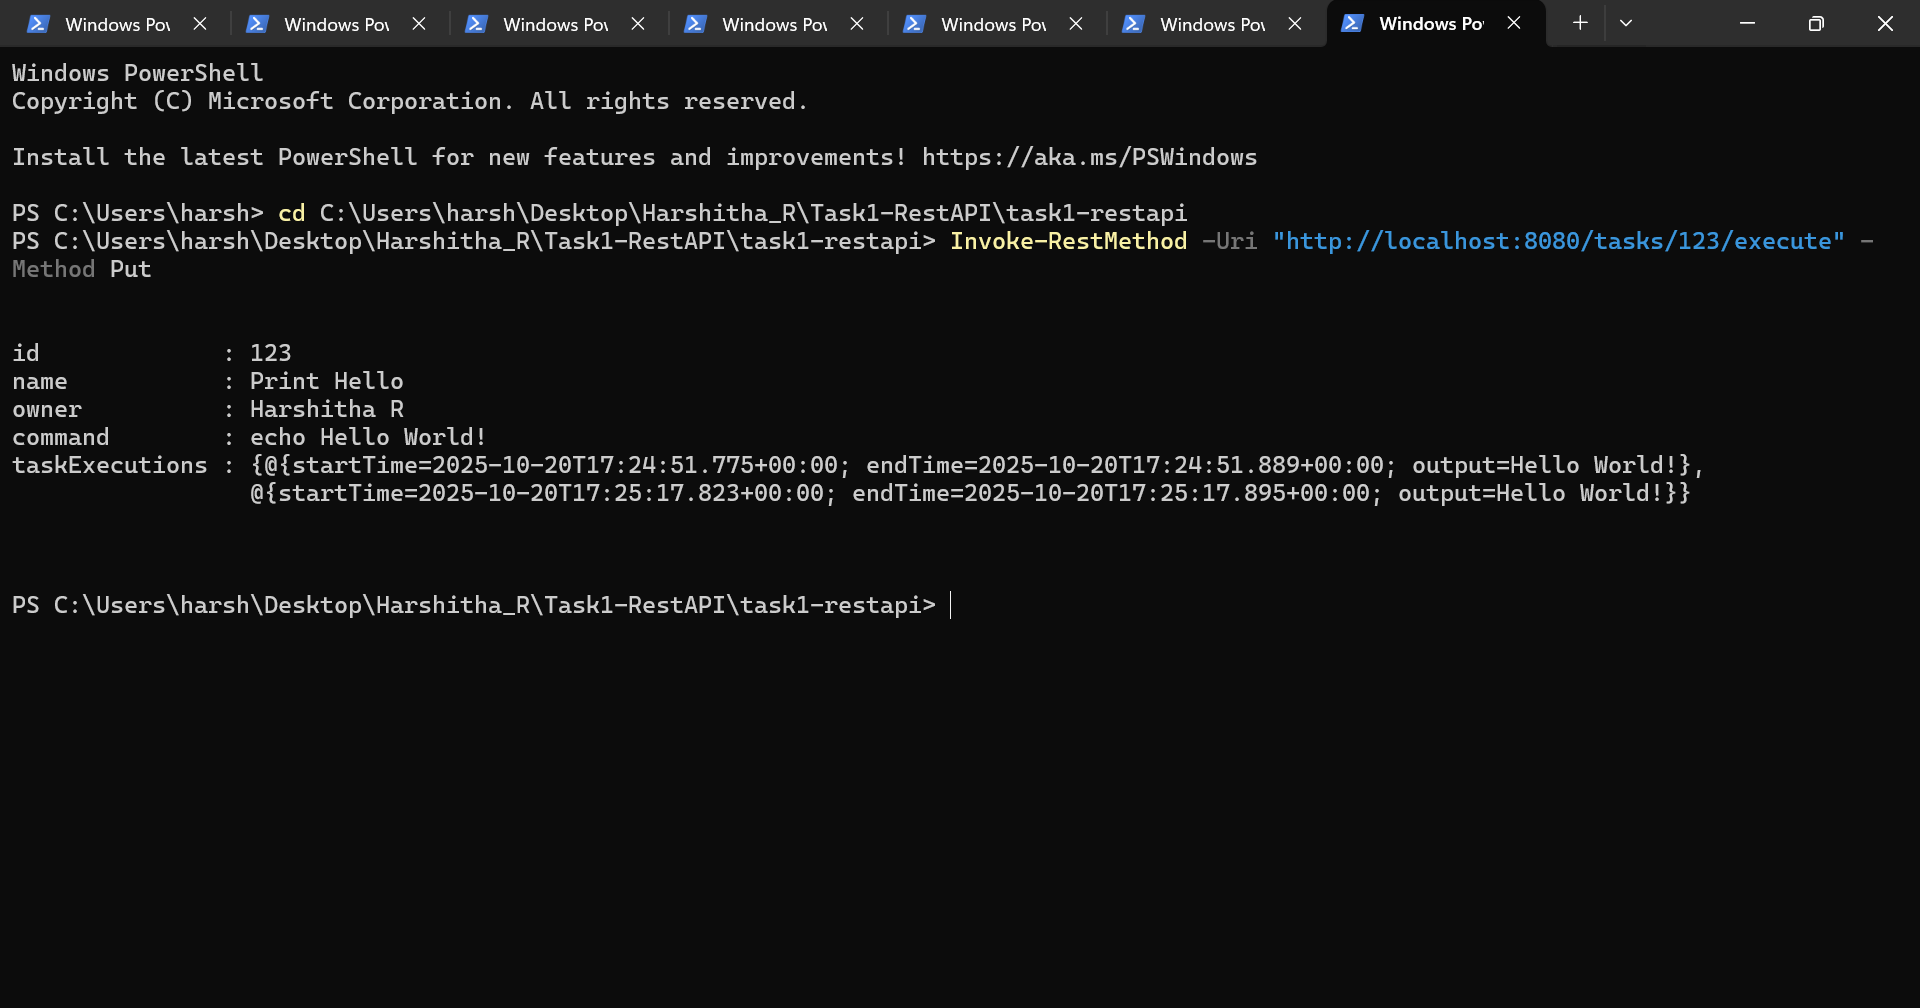 Windows Pov Windows Pov Windows Pov Windows Pov Windows Pov Windows Pov Windows Po
Windows PowerShell
Copyright (C) Microsoft Corporation. All rights reserved.
Install the latest PowerShell for new features and improvements! https://aka.ms/PSWindows
PS C:\Users\harsh> cd C:\Users\harsh\Desktop\Harshitha_R\Task1-RestAPI\task1-restapi
PS C:\Users\harsh\Desktop\Harshitha_R\Task1-RestAPI\task1-restapi> Invoke-RestMethod -Uri "http://localhost:8080/tasks/123/execute" -
Method Put
id : 123
name : Print Hello
owner : Harshitha R
command : echo Hello World!
taskExecutions : {@{startTime=2025-10-20T17:24:51.775+00:00; endTime=2025-10-20T17:24:51.889+00:00; output=Hello World!},
@{startTime=2025-10-20T17:25:17.823+00:00; endTime=2025-10-20T17:25:17.895+00:00; output=Hello World!}}
PS C:\Users\harsh\Desktop\Harshitha_R\Task1-RestAPI\task1-restapi>